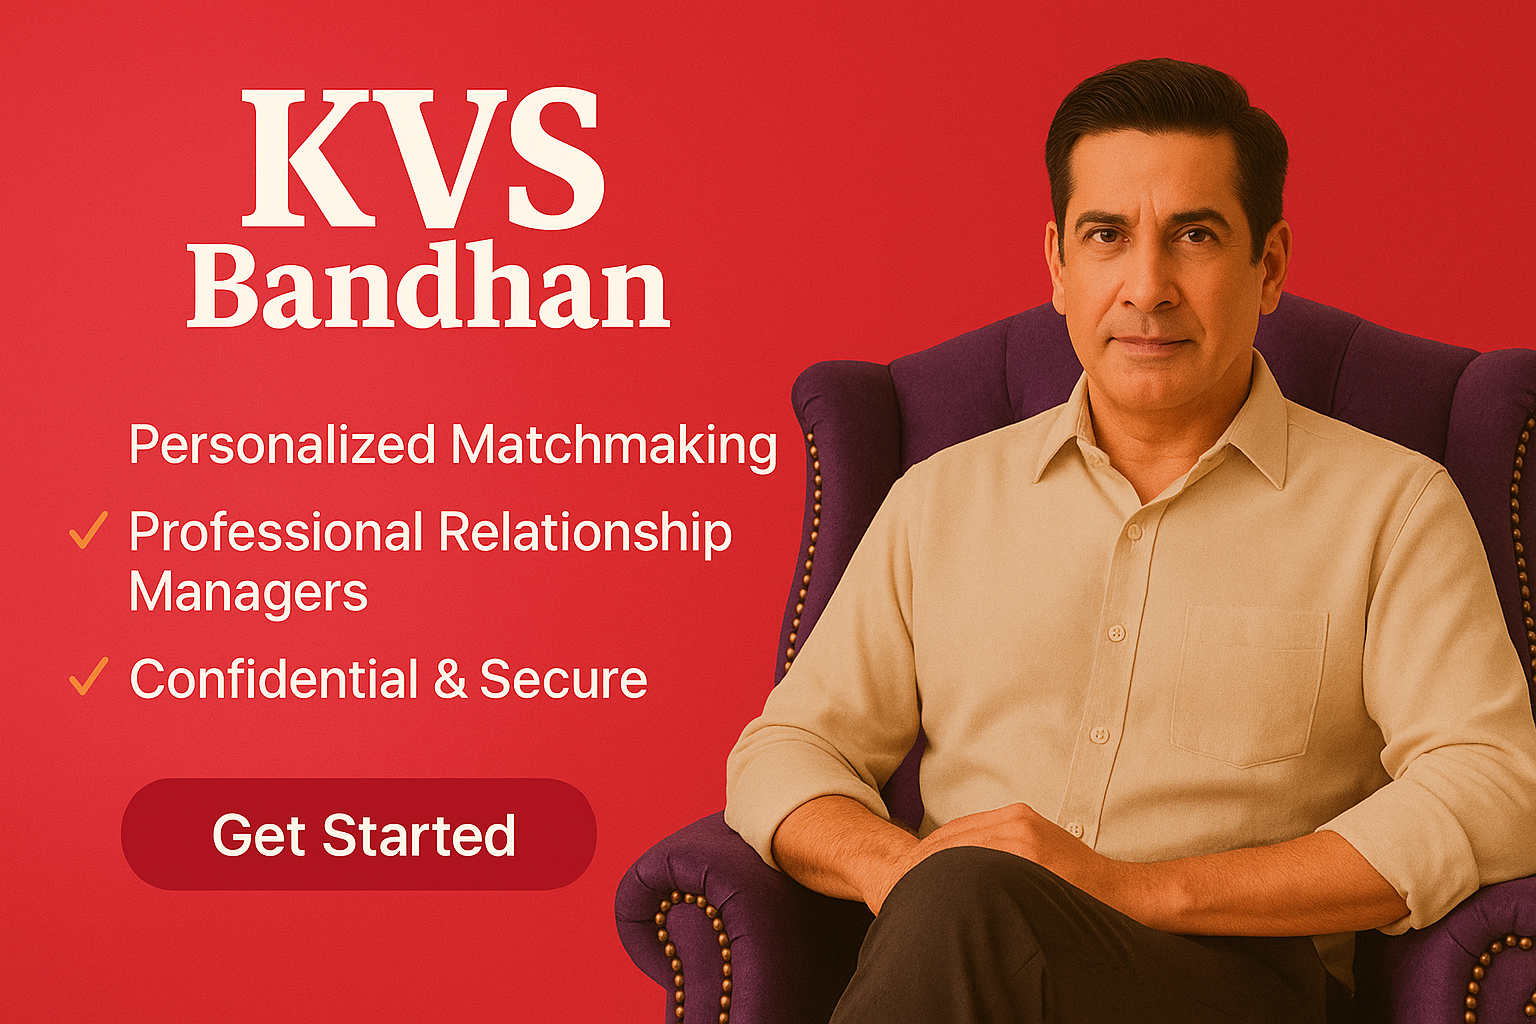 KVS
Bandhan
Personalized Matchmaking
✓ Professional Relationship
Managers
✓ Confidential & Secure
Get Started